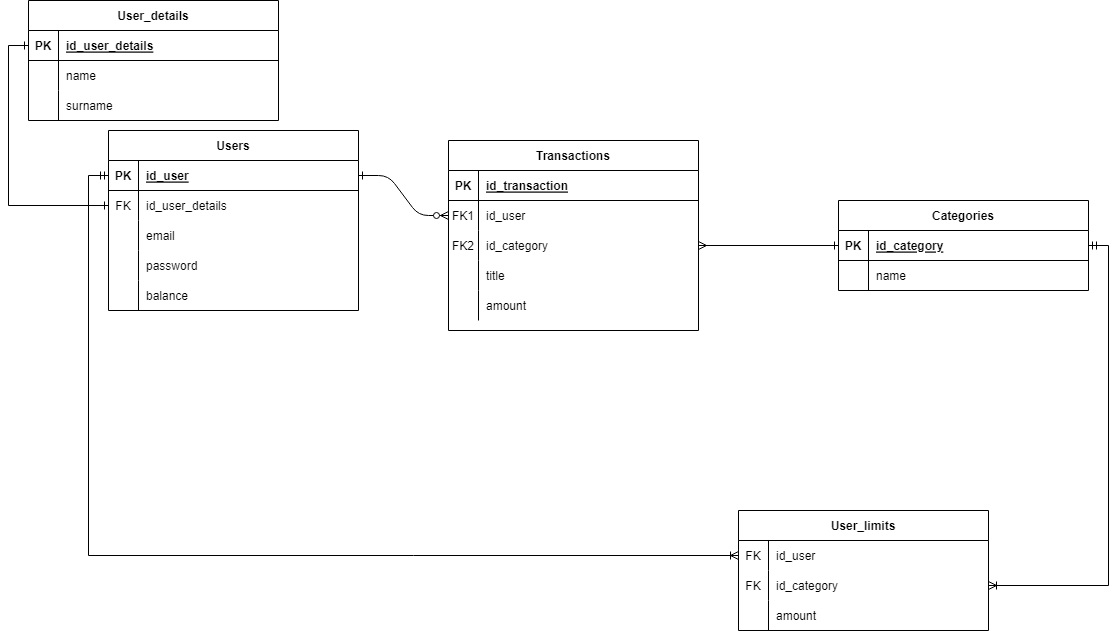 User_details
PK id_user_details
name
surname
Users
PK id_user
FK id_user_details
email
password
balance
Transactions
PK id_transaction
FK1 id_user
FK2 id_category
title
amount
Categories
PK id_category
name
User_limits
FK id_user
FK id_category
amount